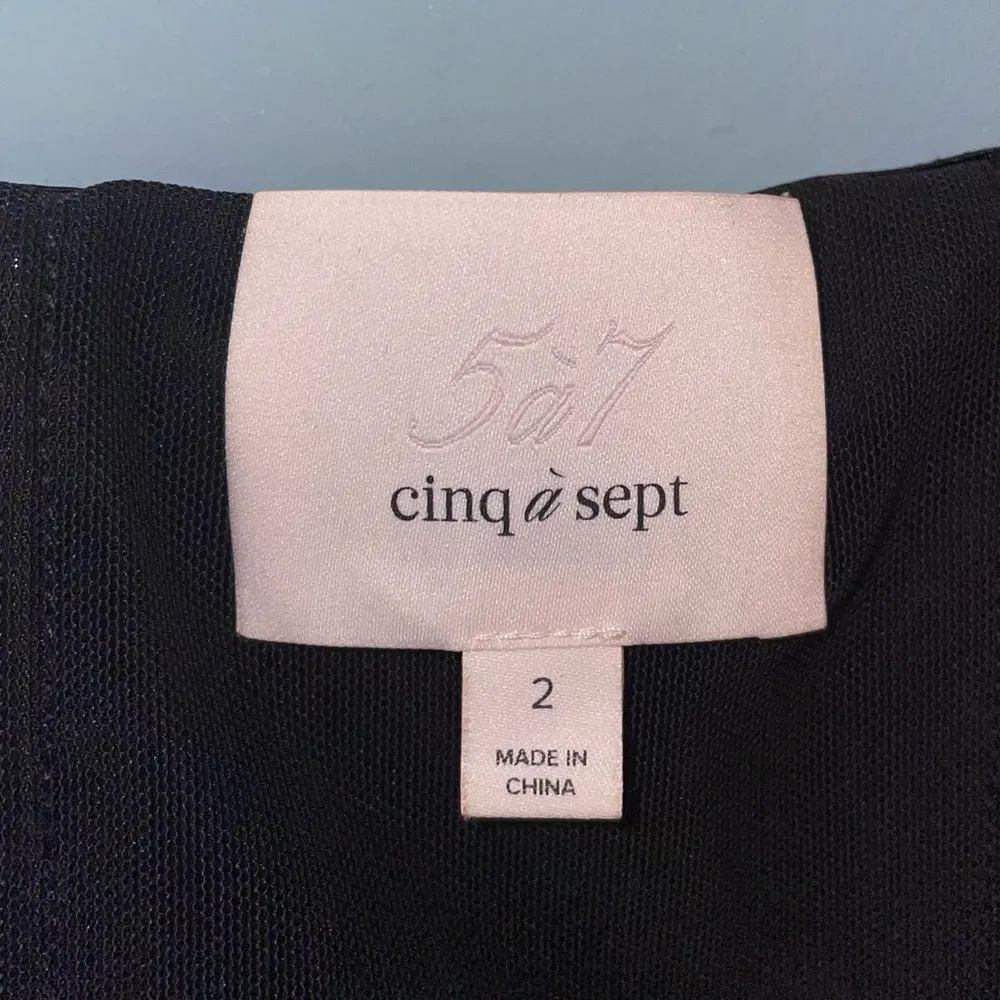 5à7
cinq à sept
2
MADE IN
CHINA